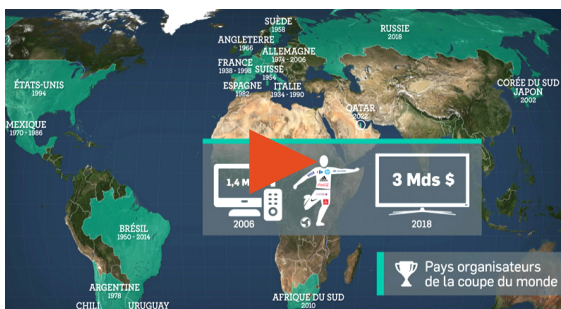 SUÈDE
1958
RUSSIE
2018
ANGLETERRE
1966
ALLEMAGNE
1974 - 2006
FRANCE
1938 - 1998
SUISSE
1954
ESPAGNE
1982
ITALIE
1934 - 1990
ÉTATS-UNIS
1994
CORÉE DU SUD
JAPON
2002
MEXIQUE
1970 - 1986
QATAR
2022
1,4 M
3 Mds $
2006
2018
BRÉSIL
1950 - 2014
ARGENTINE
1978
CHILI
URUGUAY
AFRIQUE DU SUD
2010
Pays organisateurs
de la coupe du monde